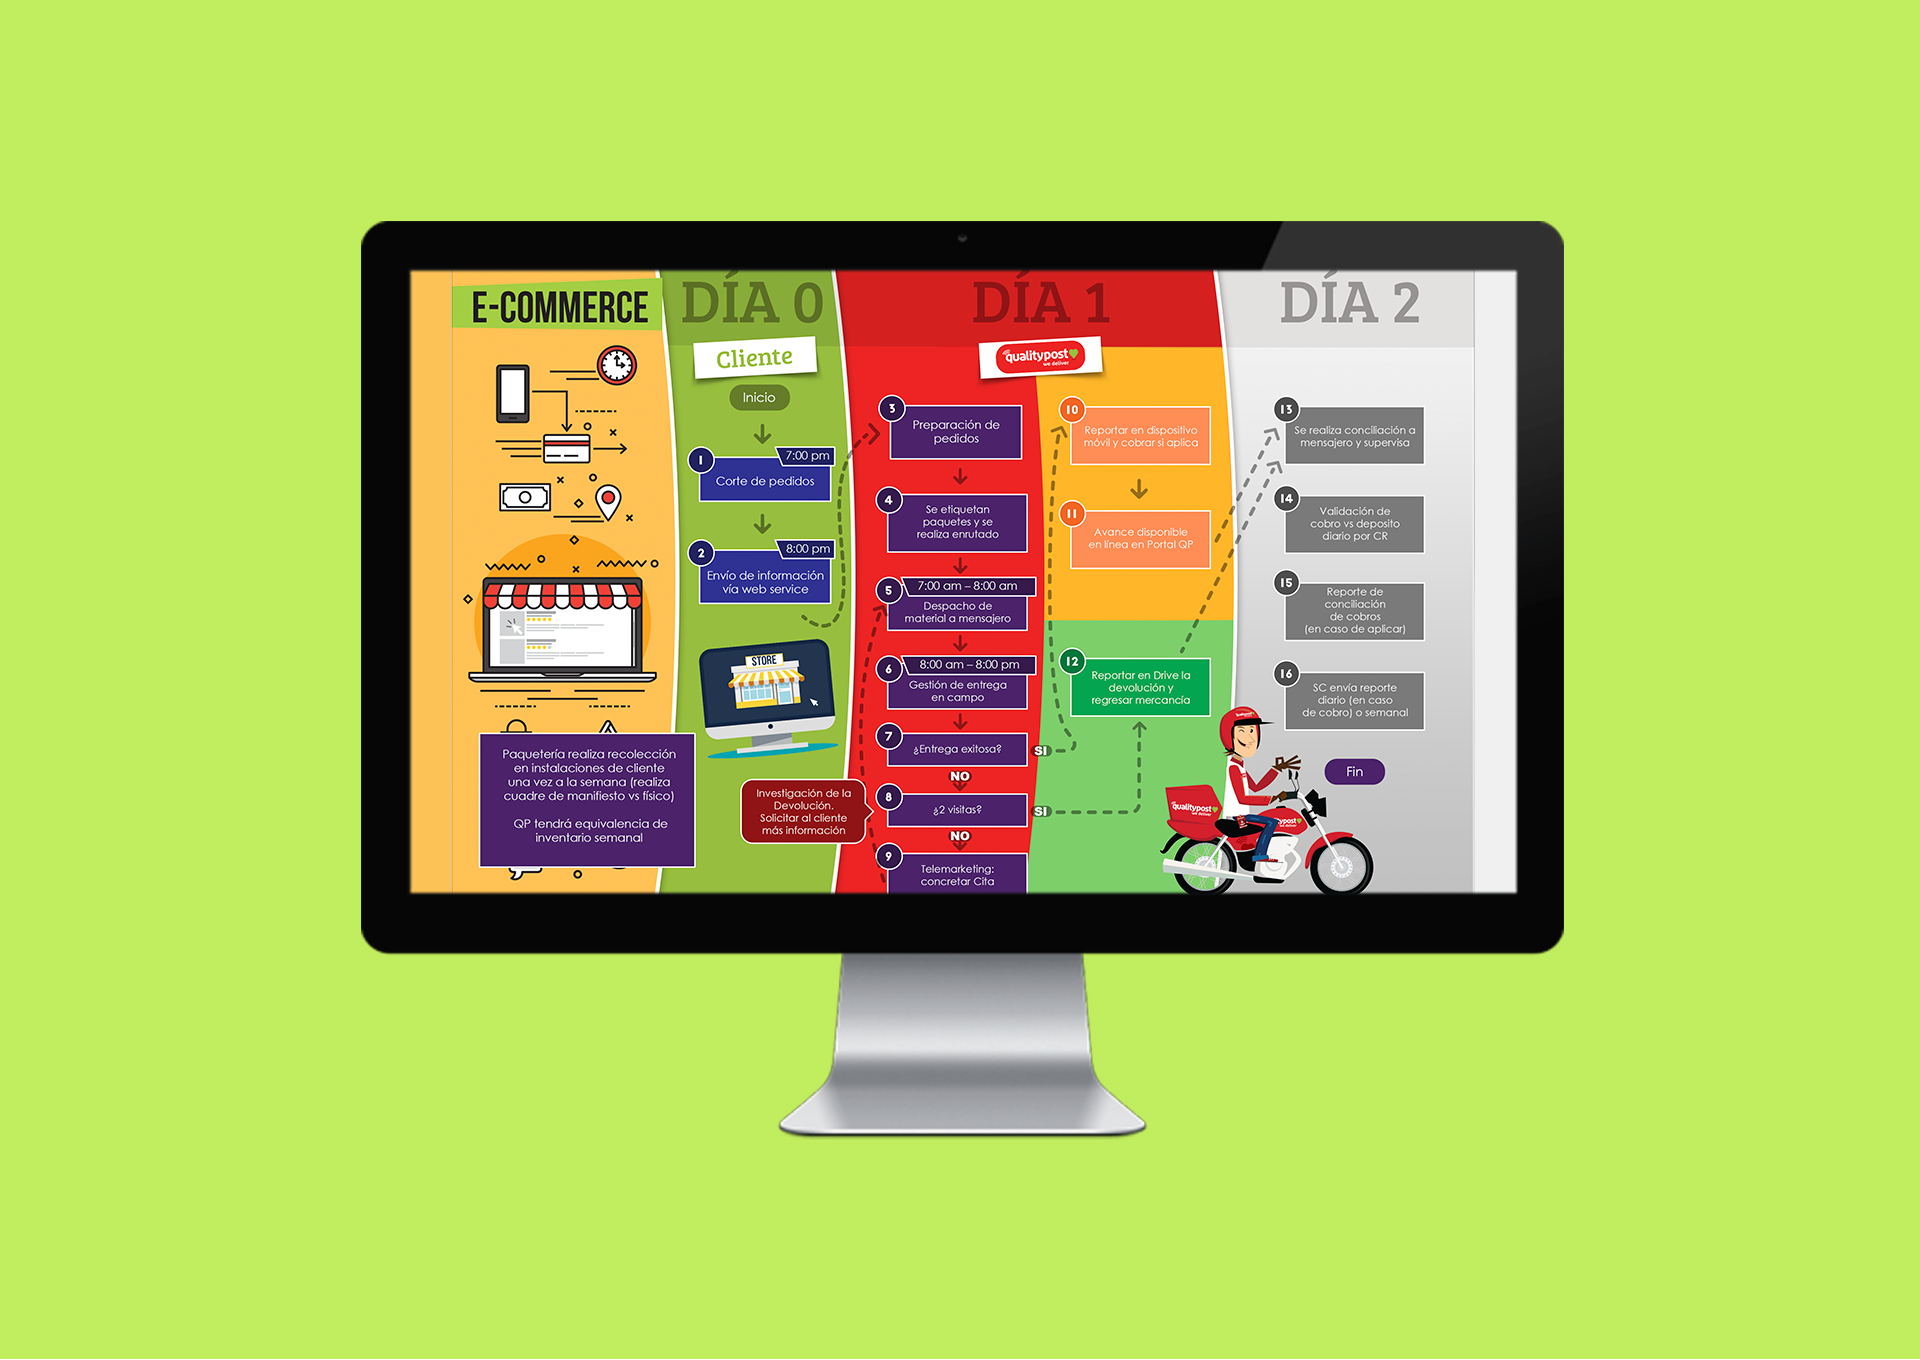 E-COMMERCE
Paquetería realiza recolección
en instalaciones de cliente
una vez a la semana (realiza
cuadre de manifiesto vs físico)
QP tendrá equivalencia de
inventario semanal
DÍA 0
Cliente
Inicio
1
7:00 pm
Corte de pedidos
2
8:00 pm
Envío de información
vía web service
STORE
Investigación de la
Devolución.
Solicitar al cliente
más información
DÍA 1
qualitypost
we deliver
3
Preparación de
pedidos
4
Se etiquetan
paquetes y se
realiza enrutado
5
7:00 am – 8:00 am
Despacho de
material a mensajero
6
8:00 am – 8:00 pm
Gestión de entrega
en campo
7
¿Entrega exitosa?
SI
NO
8
¿2 visitas?
SI
NO
9
Telemarketing:
concretar Cita
10
Reportar en dispositivo
móvil y cobrar si aplica
11
Avance disponible
en línea en Portal QP
12
Reportar en Drive la
devolución y
regresar mercancía
DÍA 2
13
Se realiza conciliación a
mensajero y supervisa
14
Validación de
cobro vs deposito
diario por CR
15
Reporte de
conciliación
de cobros
(en caso de aplicar)
16
SC envía reporte
diario (en caso
de cobro) o semanal
Fin
qualitypost
we deliver